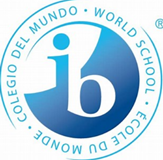 COLEGIO DEL MUNDO · WORLD SCHOOL · ÉCOLE DU MONDE ·
ib
®